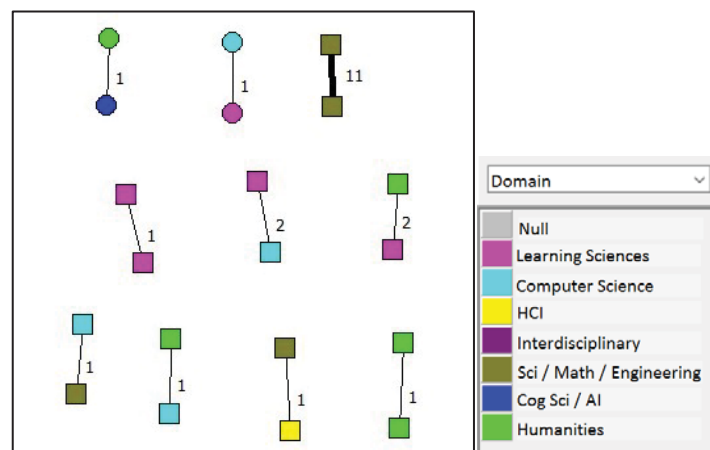 1
1
11
1
2
2
1
1
1
1
Domain
Null
Learning Sciences
Computer Science
HCI
Interdisciplinary
Sci / Math / Engineering
Cog Sci / AI
Humanities